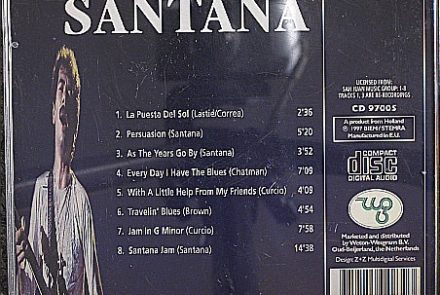 SANTANA
1. La Puesta Del Sol (Lastié/Correa) 2'36
2. Persuasion (Santana) 5'20
3. As The Years Go By (Santana) 3'52
4. Every Day I Have The Blues (Chatman) 7'09
5. With A Little Help From My Friends (Curcio) 4'09
6. Travelin' Blues (Brown) 4'54
7. Jam In G Minor (Curcio) 7'58
8. Santana Jam (Santana) 14'38
LICENSED FROM:
SAN JUAN MUSIC GROUP: 1-8
TRACKS 1, 3 ARE RE-RECORDINGS
CD 97005
A product from Holland
© 1997 BIEM/STEMRA
Manufactured in E.U.
COMPACT
disc
DIGITAL AUDIO
wg
Marketed and distributed
by Weton-Wesgram B.V.
Oud-Beijerland, the Netherlands
Design: Z+Z Multidigital Services